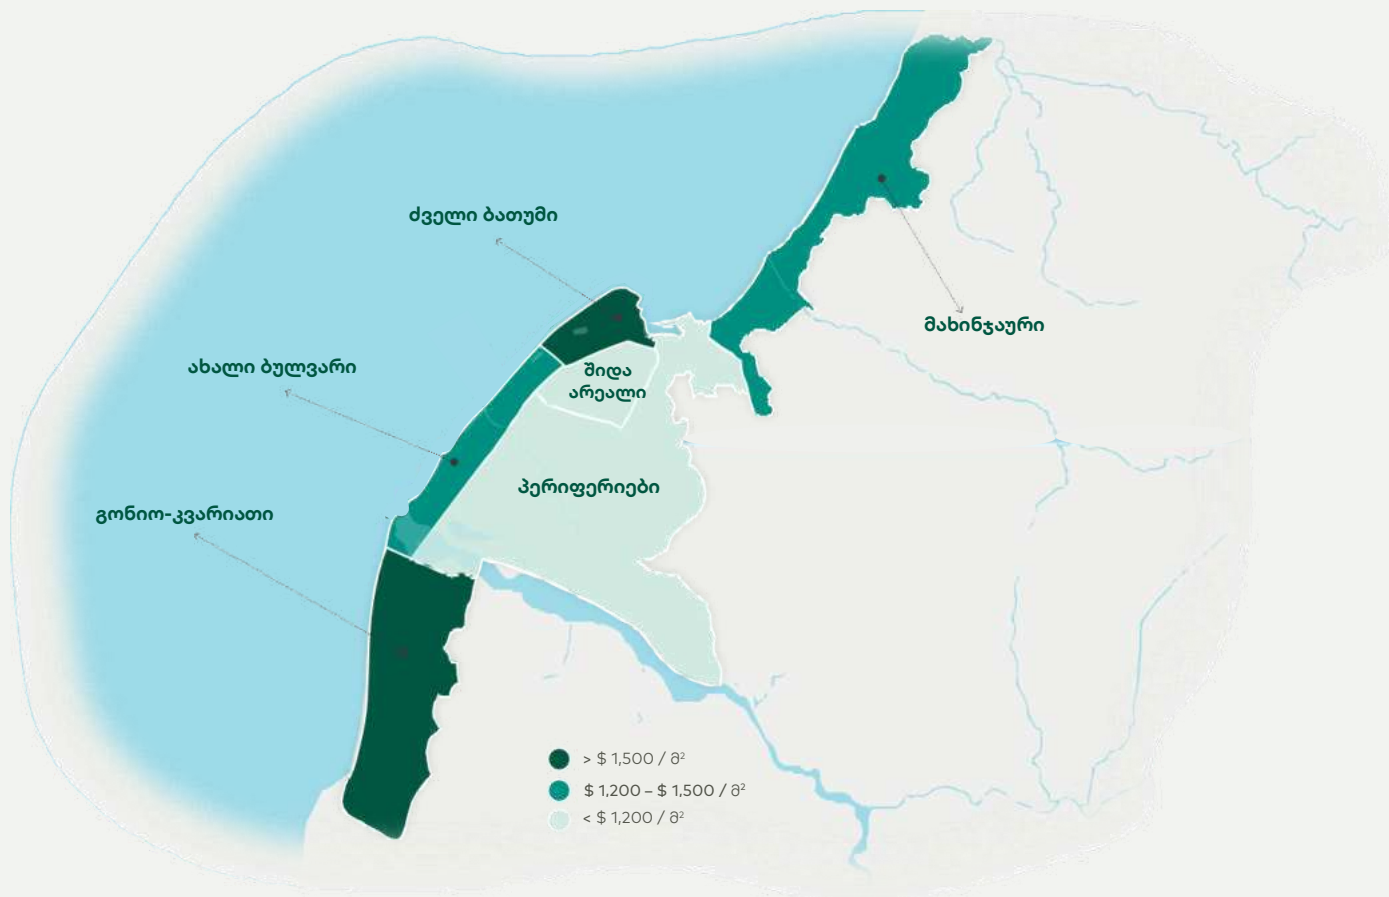 ძველი ბათუმი
მახინჯაური
ახალი ბულვარი
შიდა
არეალი
პერიფერიები
გონიო-კვარიათი
> $ 1,500 / მ²
$ 1,200 – $ 1,500 / მ²
< $ 1,200 / მ²